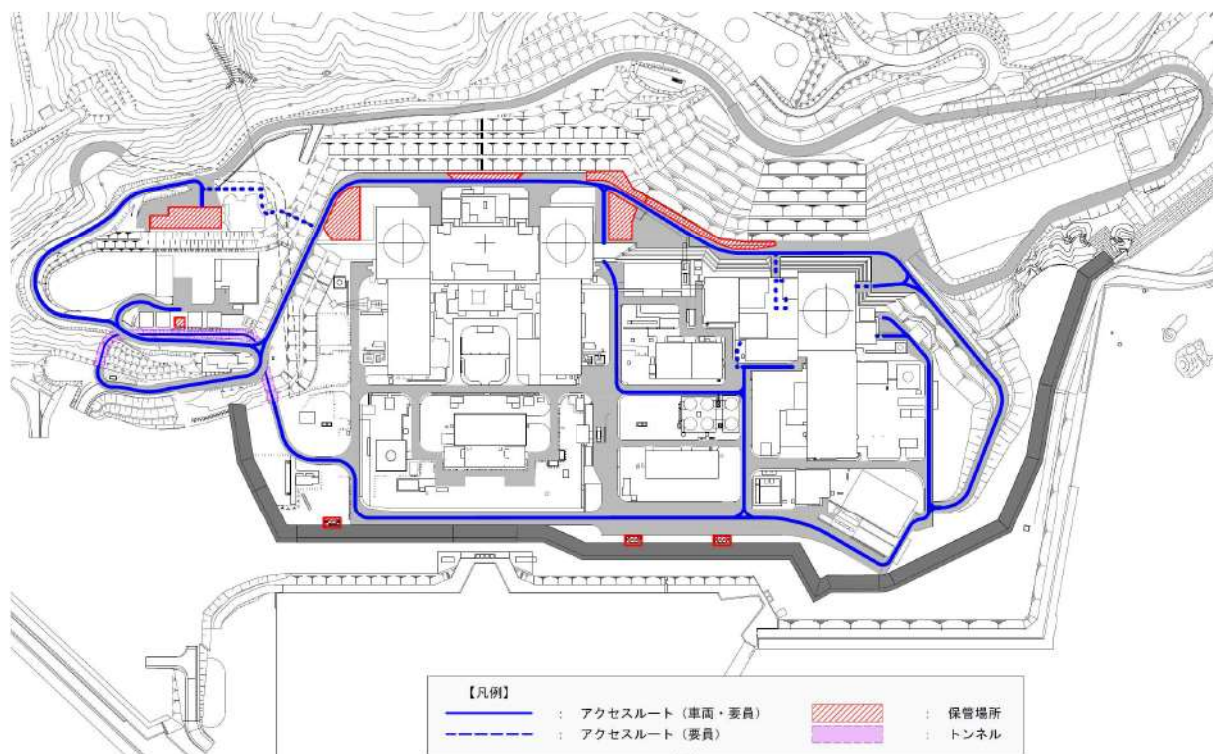 【凡例】
： アクセスルート（車両・要員）
： アクセスルート（要員）
： 保管場所
： トンネル